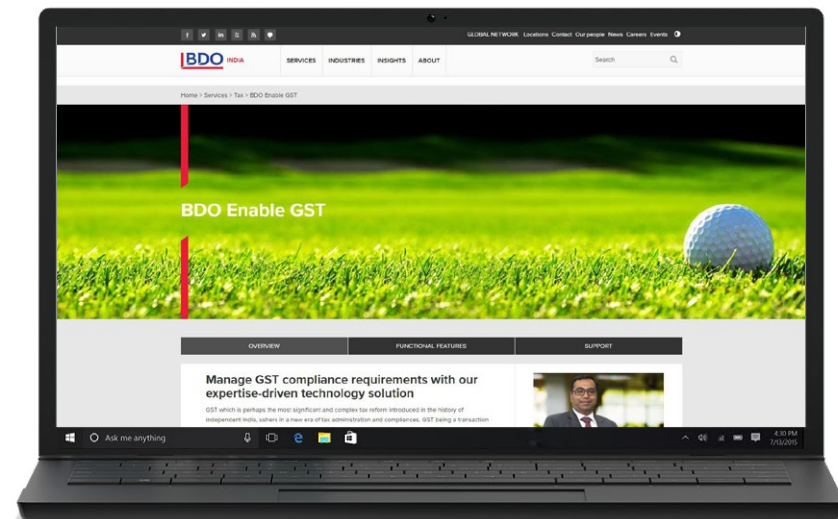 GLOBAL NETWORK Locations Contact Our people News Careers Events
BDO INDIA
SERVICES INDUSTRIES INSIGHTS ABOUT
Search
Home > Services > Tax > BDO Enable GST
BDO Enable GST
OVERVIEW FUNCTIONAL FEATURES SUPPORT
Manage GST compliance requirements with our
expertise-driven technology solution
GST which is perhaps the most significant and complex tax reform introduced in the history of
independent India, ushers in a new era of tax administration and compliances. GST being a transaction
Ask me anything
4:30 PM
7/13/2015